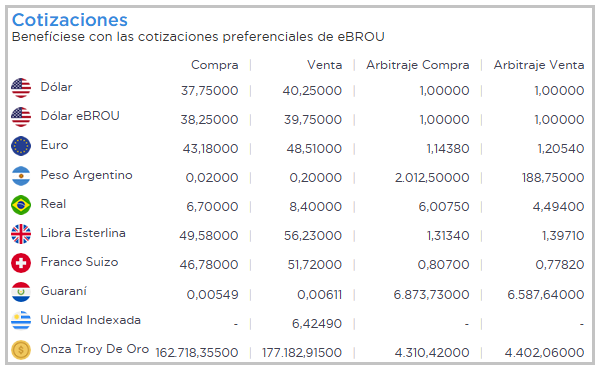 Cotizaciones
Benefíciese con las cotizaciones preferenciales de eBROU
Compra Venta Arbitraje Compra Arbitraje Venta
Dólar 37,75000 40,25000 1,00000 1,00000
Dólar eBROU 38,25000 39,75000 1,00000 1,00000
Euro 43,18000 48,51000 1,14380 1,20540
Peso Argentino 0,02000 0,20000 2.012,50000 188,75000
Real 6,70000 8,40000 6,00750 4,49400
Libra Esterlina 49,58000 56,23000 1,31340 1,39710
Franco Suizo 46,78000 51,72000 0,80700 0,77820
Guaraní 0,00549 0,00611 6.873,73000 6.587,64000
Unidad Indexada - 6,42490 - -
Onza Troy De Oro 162.718,35500 177.182,91500 4.310,42000 4.402,06000